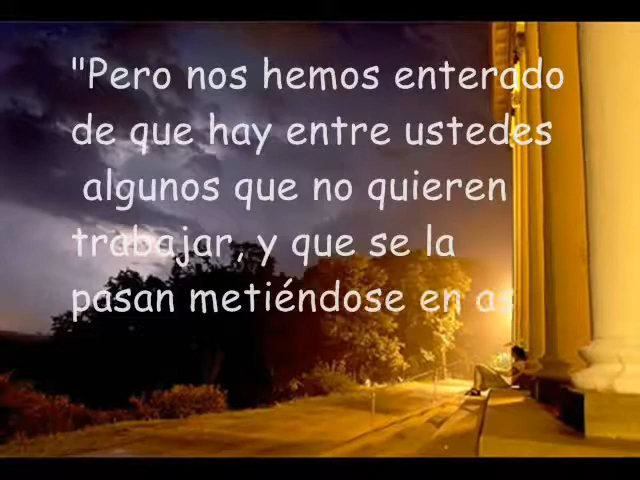 "Pero nos hemos enterado
de que hay entre ustedes
algunos que no quieren
trabajar, y que se la
pasan metiéndose en as